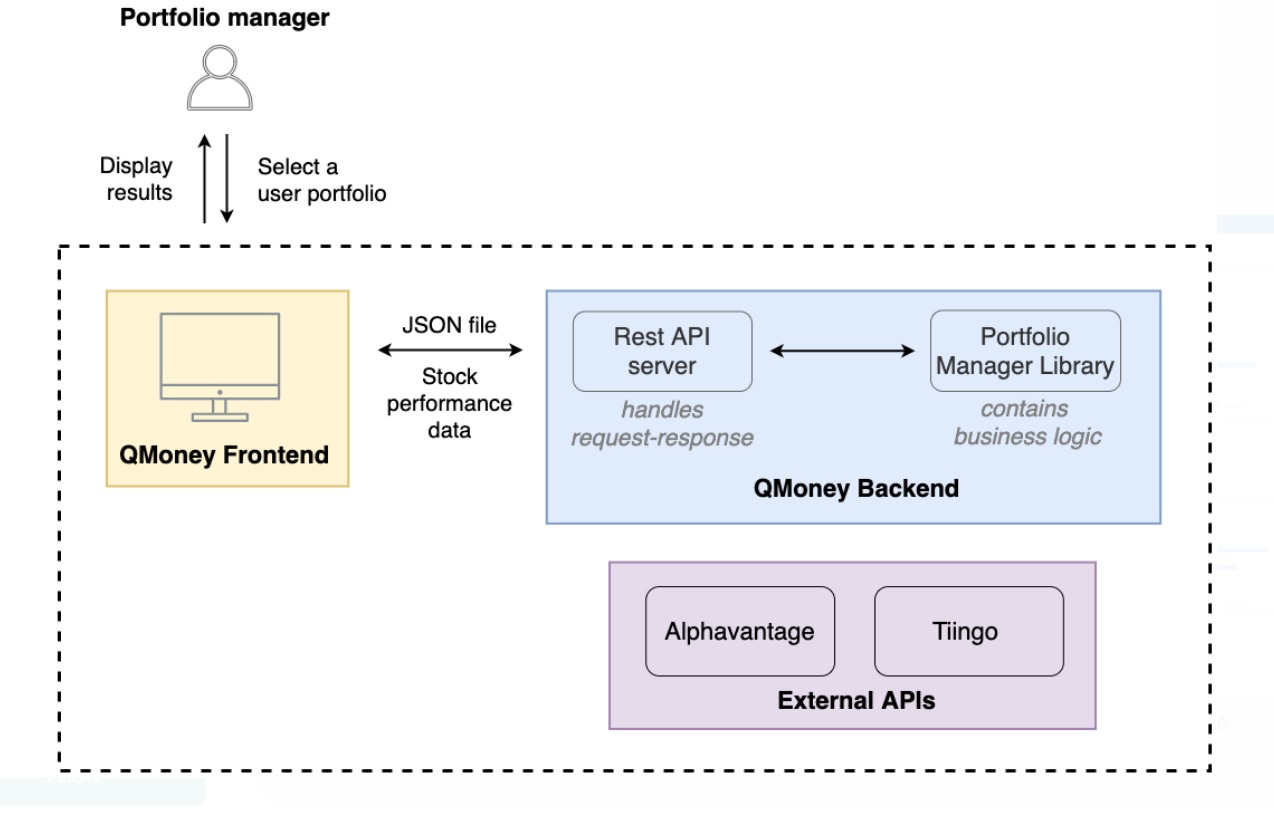 Portfolio manager
Display
results
Select a
user portfolio
JSON file
Stock
performance
data
QMoney Frontend
Rest API
server
handles
request-response
Portfolio
Manager Library
contains
business logic
QMoney Backend
Alphavantage
Tiingo
External APIs